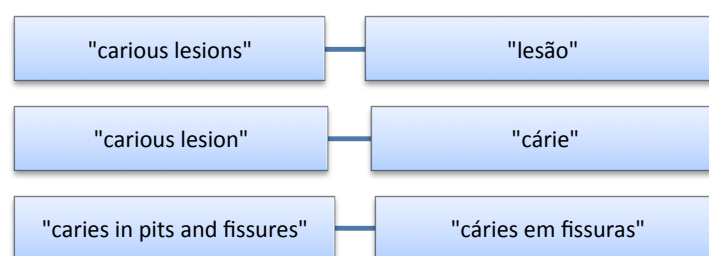 "carious lesions" "lesão"
"carious lesion" "cárie"
"caries in pits and fissures" "cáries em fissuras"